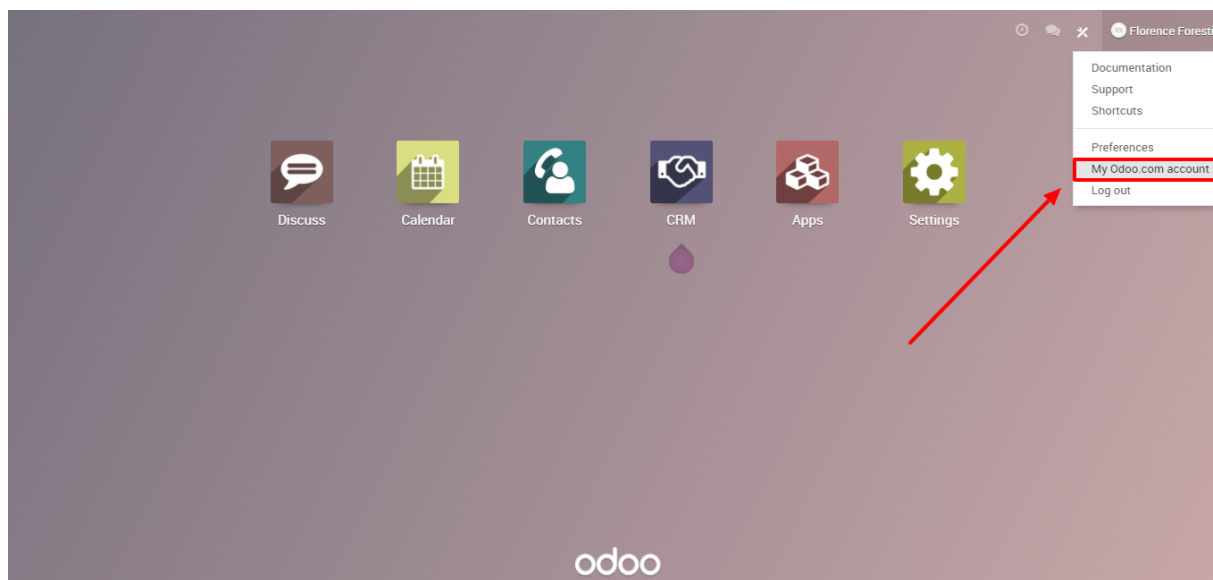 Florence Foresti
Documentation
Support
Shortcuts
Preferences
My Odoo.com account
Log out
Discuss
Calendar
Contacts
CRM
Apps
Settings
odoo